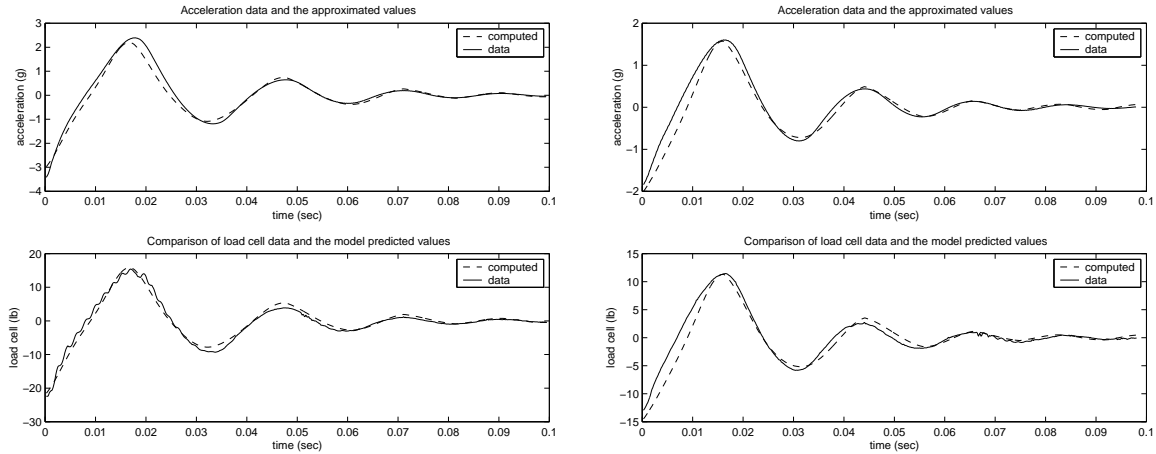 Acceleration data and the approximated values
3
2
1
0
−1
−2
−3
−4
acceleration (g)
computed
data
0 0.01 0.02 0.03 0.04 0.05 0.06 0.07 0.08 0.09 0.1
time (sec)
Acceleration data and the approximated values
2
1
0
−1
−2
acceleration (g)
computed
data
0 0.01 0.02 0.03 0.04 0.05 0.06 0.07 0.08 0.09 0.1
time (sec)
Comparison of load cell data and the model predicted values
20
10
0
−10
−20
−30
load cell (lb)
computed
data
0 0.01 0.02 0.03 0.04 0.05 0.06 0.07 0.08 0.09 0.1
time (sec)
Comparison of load cell data and the model predicted values
15
10
5
0
−5
−10
−15
load cell (lb)
computed
data
0 0.01 0.02 0.03 0.04 0.05 0.06 0.07 0.08 0.09 0.1
time (sec)